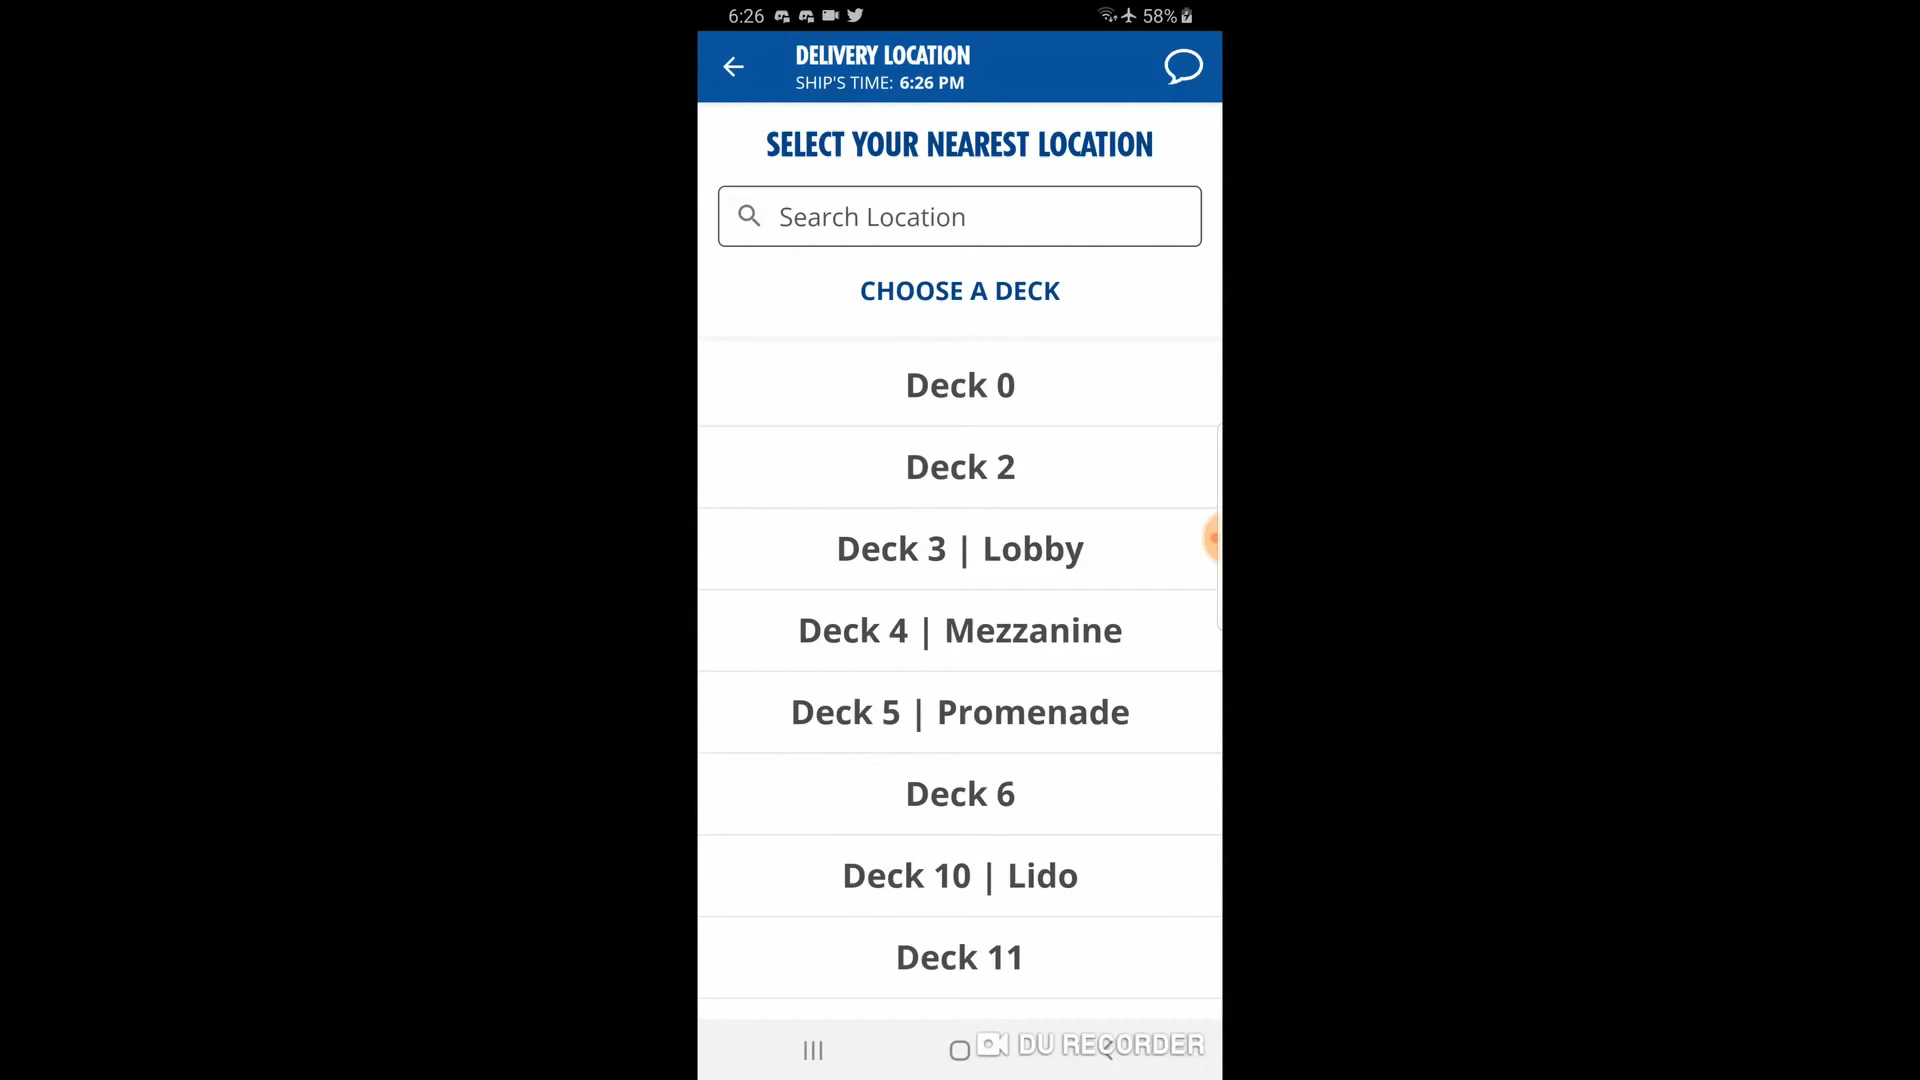 6:26
58%
DELIVERY LOCATION
SHIP'S TIME: 6:26 PM
SELECT YOUR NEAREST LOCATION
Search Location
CHOOSE A DECK
Deck 0
Deck 2
Deck 3 | Lobby
Deck 4 | Mezzanine
Deck 5 | Promenade
Deck 6
Deck 10 | Lido
Deck 11
DU RECORDER